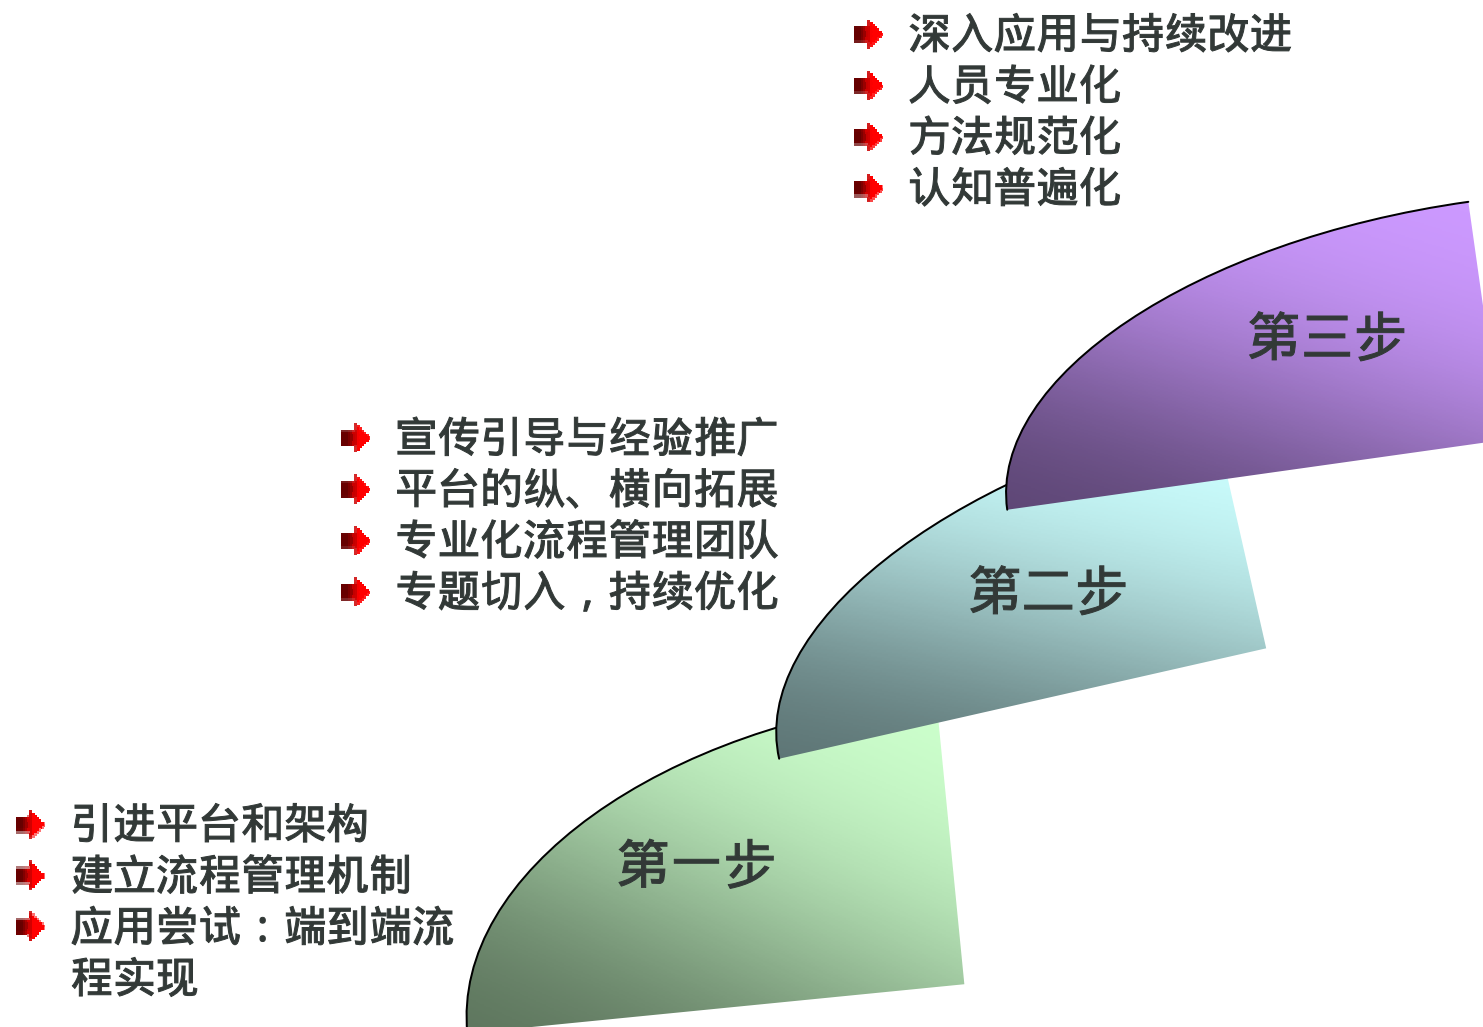 深入应用与持续改进
人员专业化
方法规范化
认知普遍化
第三步
宣传引导与经验推广
平台的纵、横向拓展
专业化流程管理团队
专题切入，持续优化
第二步
引进平台和架构
建立流程管理机制
应用尝试：端到端流
程实现
第一步